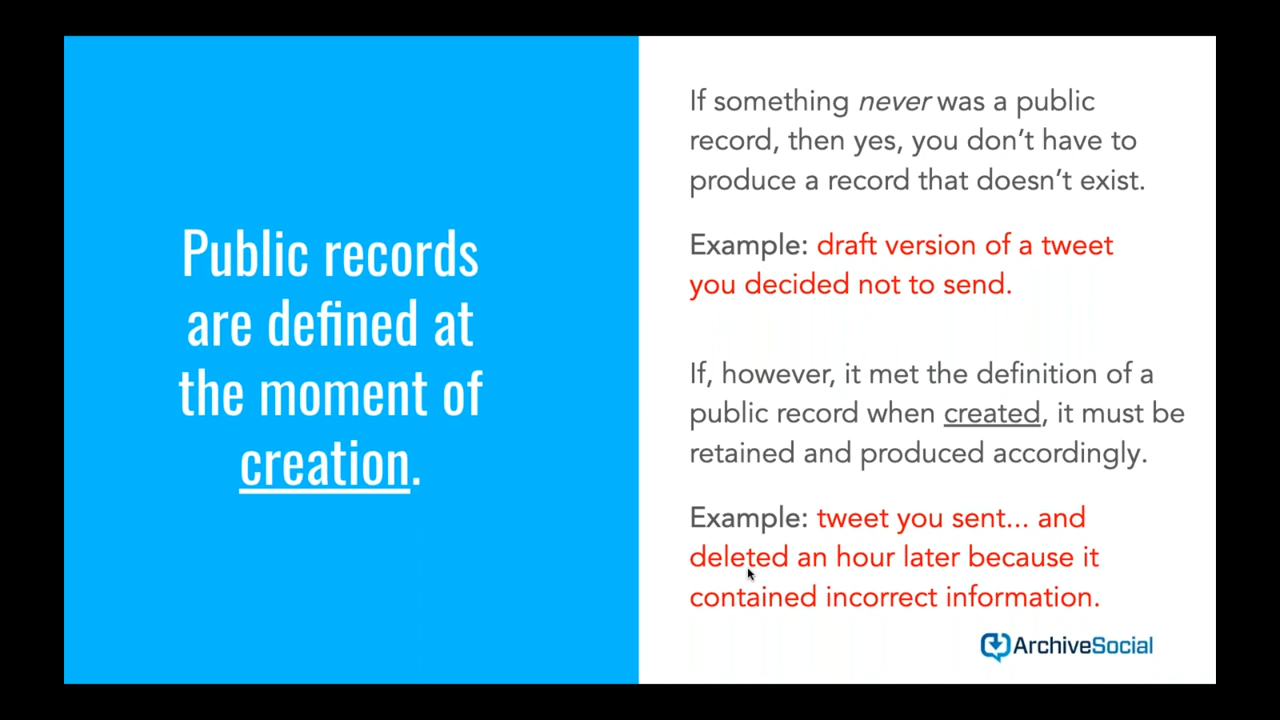 Public records
are defined at
the moment of
creation.
If something never was a public
record, then yes, you don’t have to
produce a record that doesn’t exist.
Example: draft version of a tweet
you decided not to send.
If, however, it met the definition of a
public record when created, it must be
retained and produced accordingly.
Example: tweet you sent... and
deleted an hour later because it
contained incorrect information.
ArchiveSocial